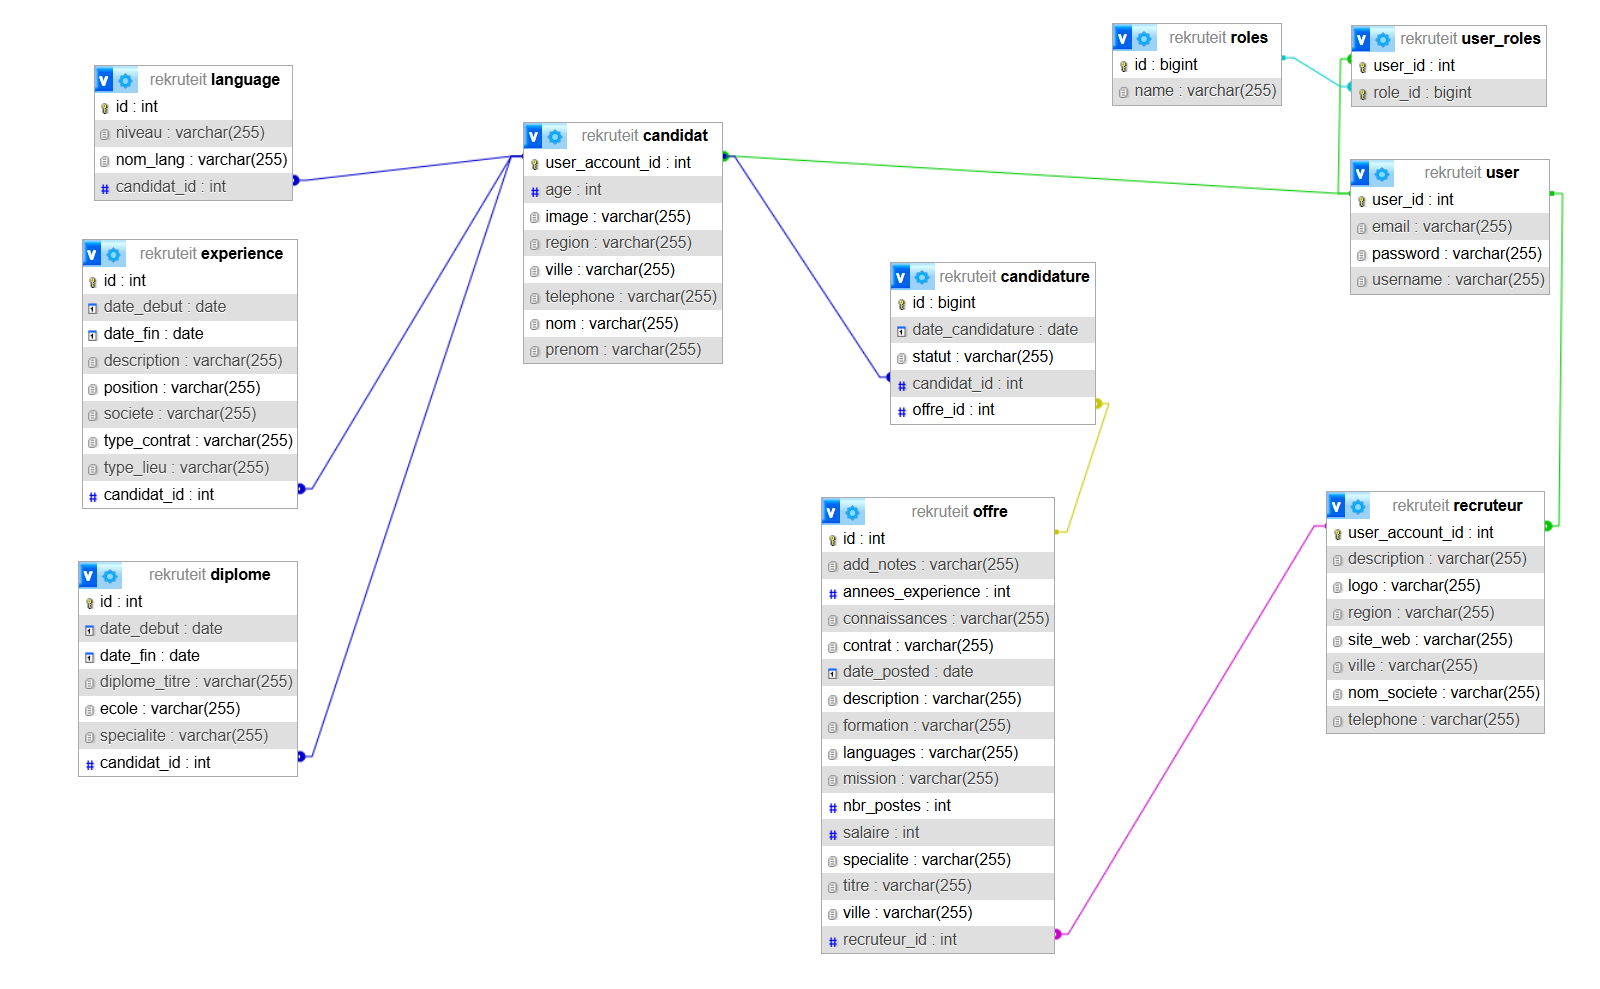 rekruteit language
id : int
niveau : varchar(255)
nom_lang : varchar(255)
candidat_id : int
rekruteit experience
id : int
date_debut : date
date_fin : date
description : varchar(255)
position : varchar(255)
societe : varchar(255)
type_contrat : varchar(255)
type_lieu : varchar(255)
candidat_id : int
rekruteit diplome
id : int
date_debut : date
date_fin : date
diplome_titre : varchar(255)
ecole : varchar(255)
specialite : varchar(255)
candidat_id : int
rekruteit candidat
user_account_id : int
age : int
image : varchar(255)
region : varchar(255)
ville : varchar(255)
telephone : varchar(255)
nom : varchar(255)
prenom : varchar(255)
rekruteit candidature
id : bigint
date_candidature : date
statut : varchar(255)
candidat_id : int
offre_id : int
rekruteit offre
id : int
add_notes : varchar(255)
annees_experience : int
connaissances : varchar(255)
contrat : varchar(255)
date_posted : date
description : varchar(255)
formation : varchar(255)
languages : varchar(255)
mission : varchar(255)
nbr_postes : int
salaire : int
specialite : varchar(255)
titre : varchar(255)
ville : varchar(255)
recruteur_id : int
rekruteit roles
id : bigint
name : varchar(255)
rekruteit user_roles
user_id : int
role_id : bigint
rekruteit user
user_id : int
email : varchar(255)
password : varchar(255)
username : varchar(255)
rekruteit recruteur
user_account_id : int
description : varchar(255)
logo : varchar(255)
region : varchar(255)
site_web : varchar(255)
ville : varchar(255)
nom_societe : varchar(255)
telephone : varchar(255)